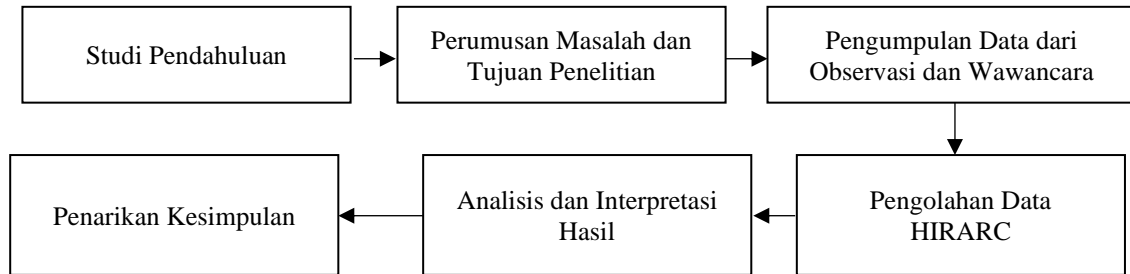 Studi Pendahuluan
Perumusan Masalah dan
Tujuan Penelitian
Pengumpulan Data dari
Observasi dan Wawancara
Pengolahan Data
HIRARC
Analisis dan Interpretasi
Hasil
Penarikan Kesimpulan